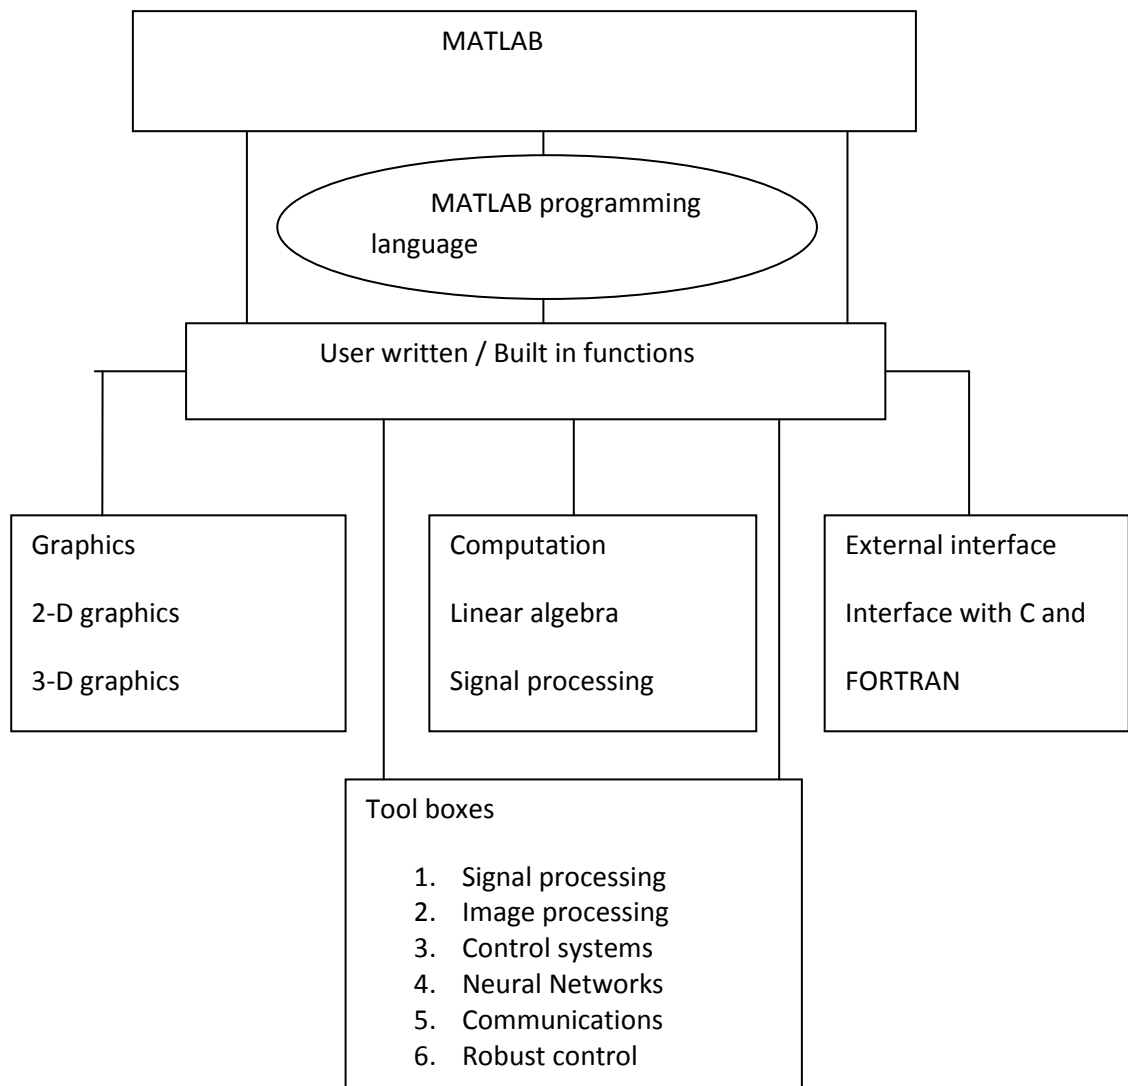 MATLAB
MATLAB programming
language
User written / Built in functions
Graphics
2-D graphics
3-D graphics
Computation
Linear algebra
Signal processing
External interface
Interface with C and
FORTRAN
Tool boxes
1. Signal processing
2. Image processing
3. Control systems
4. Neural Networks
5. Communications
6. Robust control